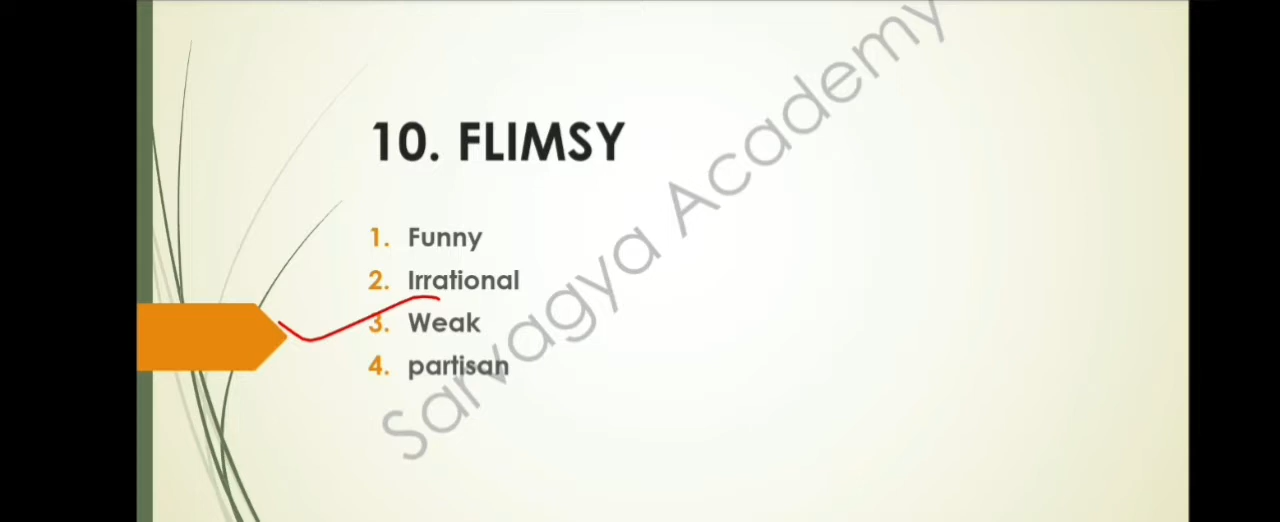 10. FLIMSY
1. Funny
2. Irrational
3. Weak
4. partisan
Sarvagya Academy